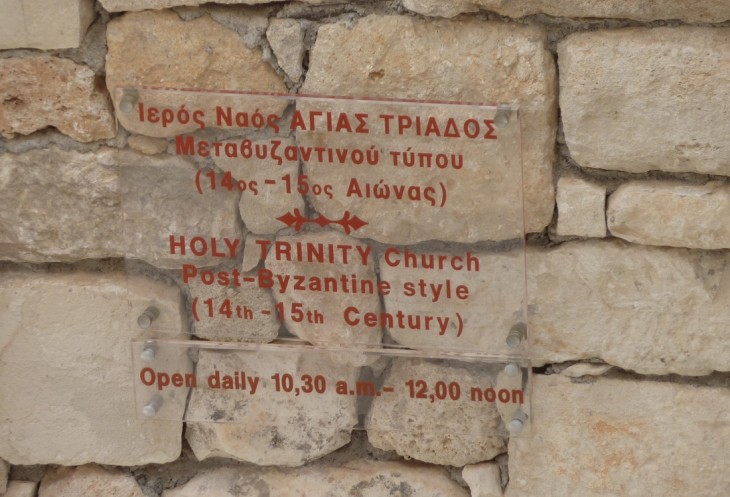 Ιερός Ναός ΑΓΙΑΣ ΤΡΙΑΔΟΣ
Μεταβυζαντινού τύπου
(14ος - 15ος Αιώνας)
HOLY TRINITY Church
Post-Byzantine style
(14th - 15th Century)
Open daily 10,30 a.m.- 12,00 noon